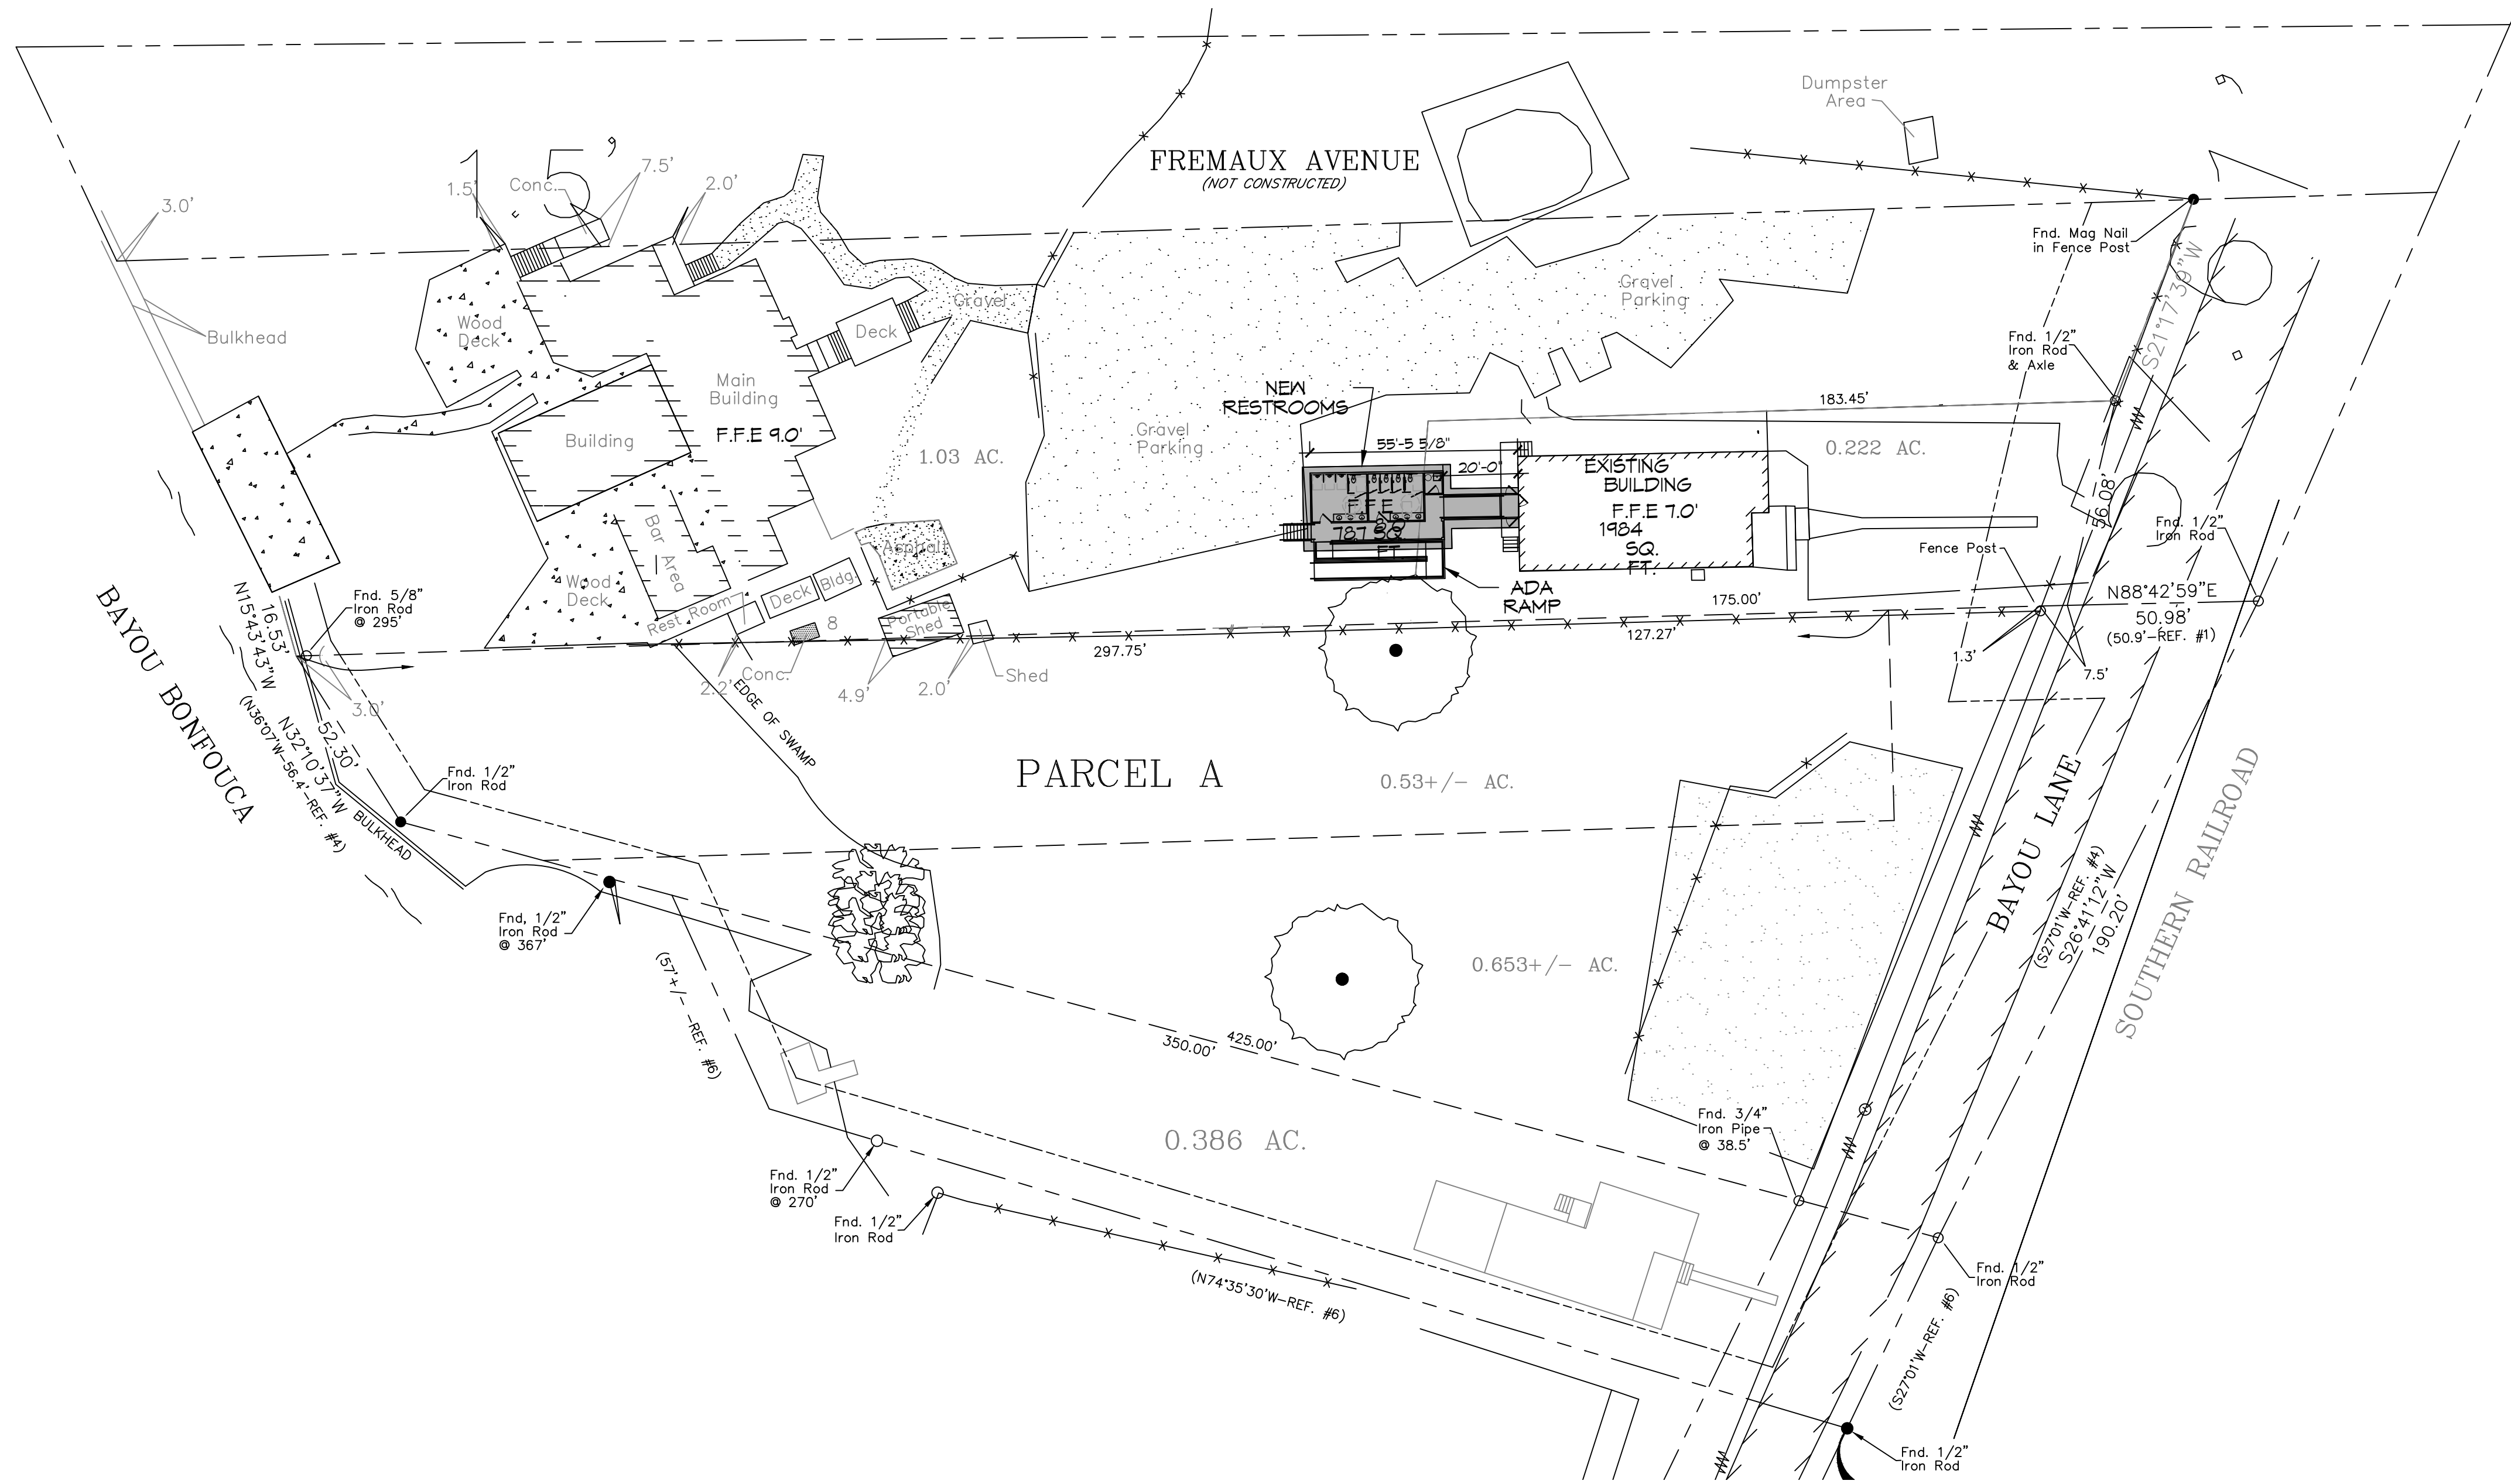 Dumpster
Area
15'
FREMAUX AVENUE
(NOT CONSTRUCTED)
7.5'
Conc.
1.5'
2.0'
3.0'
Fnd. Mag Nail
in Fence Post
S21°17'39"W
Gravel
Gravel
Parking
Wood
Deck
Deck
Bulkhead
Fnd. 1/2"
Iron Rod
& Axle
Main
Building
F.F.E 9.0'
NEW
RESTROOMS
183.45'
Building
Gravel
Parking
1.03 AC.
55'-5 5/8"
20'-0"
0.222 AC.
EXISTING
BUILDING
F.F.E 7.0'
1984
SQ.
FT.
F.F.E
787 SQ
FT
56.08'
Fnd. 1/2"
Iron Rod
Fence Post
Bar Area
Asphalt
Wood
Deck
Rest Room
Deck
Bldg.
Portable
Shed
8
ADA
RAMP
175.00'
N88°42'59"E
50.98'
(50.9'-REF. #1)
BAYOU BONFOUCA
Fnd. 5/8"
Iron Rod
@ 295'
16.53'
N15°43'43"W
127.27'
297.75'
1.3'
7.5'
2.2'
Conc.
4.9'
2.0'
Shed
3.0'
EDGE OF SWAMP
52.30'
N32°10'37"W
(N36°07'W-56.4'-REF. #4)
BULKHEAD
Fnd. 1/2"
Iron Rod
PARCEL A
0.53+/- AC.
BAYOU LANE
SOUTHERN RAILROAD
(S27°01'W-REF. #4)
S26°41'12"W
190.20'
Fnd, 1/2"
Iron Rod
@ 367'
(57'+/- -REF. #6)
0.653+/- AC.
425.00'
350.00'
0.386 AC.
Fnd. 3/4"
Iron Pipe
@ 38.5'
Fnd. 1/2"
Iron Rod
@ 270'
Fnd. 1/2"
Iron Rod
Fnd. 1/2"
Iron Rod
(N74°35'30'W-REF. #6)
(S27°01'W-REF. #6)
Fnd. 1/2"
Iron Rod